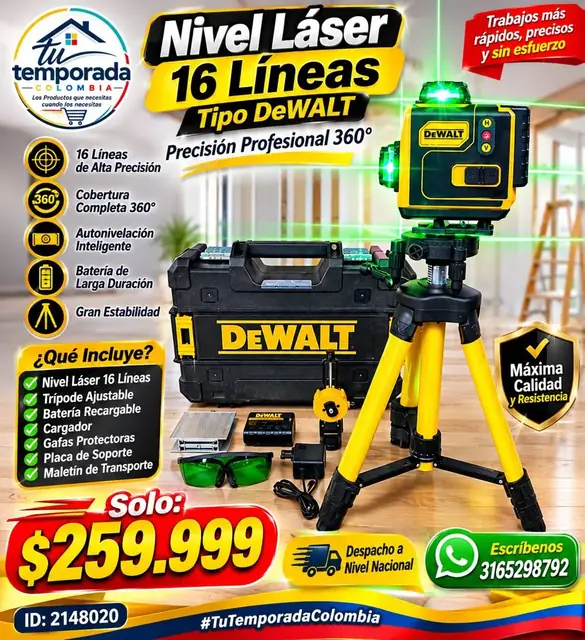 Tu
temporada
COLOMBIA
Los Productos que necesitas
cuando los necesitas
Nivel Láser
16 Líneas
Tipo DeWALT
Precisión Profesional 360°
Trabajos más
rápidos, precisos
y sin esfuerzo
16 Líneas
de Alta Precisión
360°
Cobertura
Completa 360°
Autonivelación
Inteligente
Batería de
Larga Duración
Gran Estabilidad
DEWALT
H
V
DEWALT
DEWALT
¿Qué Incluye?
Nivel Láser 16 Líneas
Trípode Ajustable
Batería Recargable
Cargador
Gafas Protectoras
Placa de Soporte
Maletín de Transporte
Máxima
Calidad
y Resistencia
Solo:
$259.999
Despacho a
Nivel Nacional
Escríbenos
3165298792
ID: 2148020
#TuTemporadaColombia